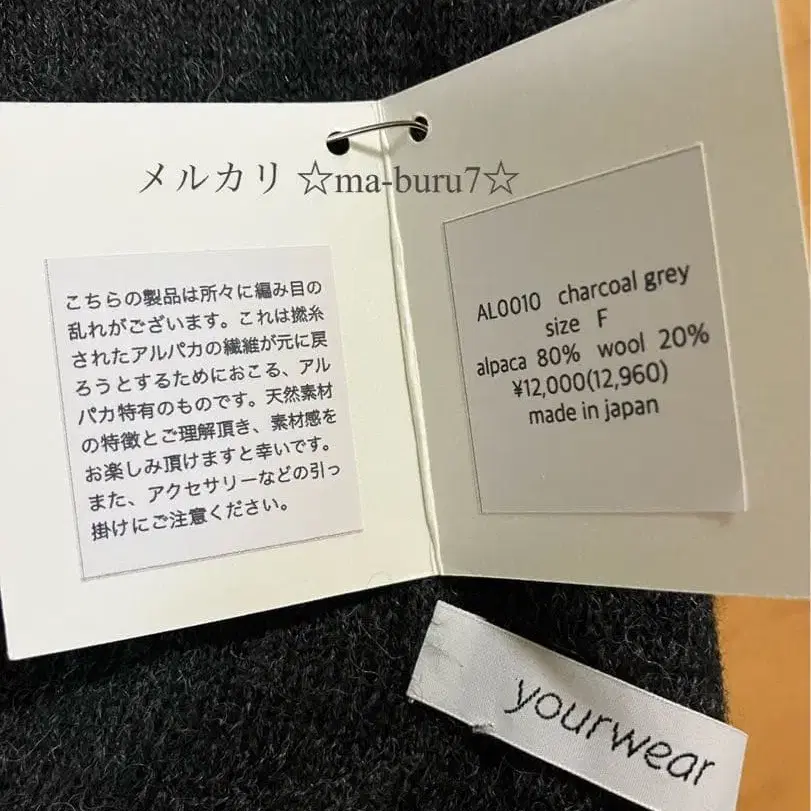 メルカリ ☆ma-buru7☆
こちらの製品は所々に編み目の
乱れがございます。これは撚糸
されたアルパカの繊維が元に戻
ろうとするためにおこる、アル
パカ特有のものです。天然素材
の特徴とご理解頂き、素材感を
お楽しみ頂けますと幸いです。
また、アクセサリーなどの引っ
掛けにご注意ください。
AL0010 charcoal grey
size F
alpaca 80% wool 20%
¥12,000(12,960)
made in japan
yourwear